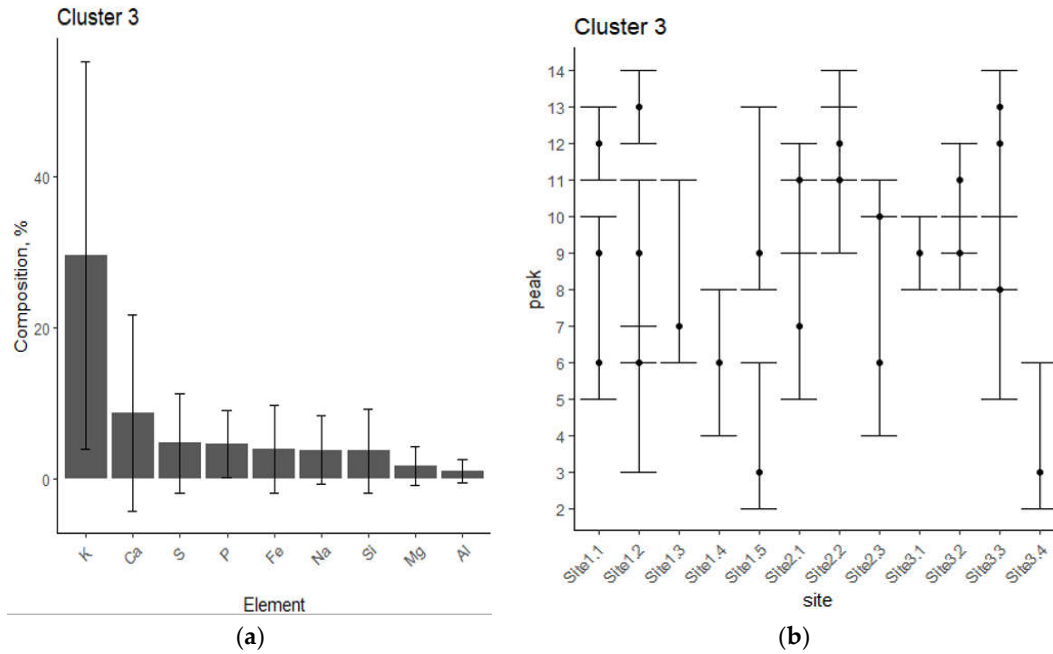 Cluster 3
Composition, %
40
20
0
K
Ca
S
P
Fe
Na
Si
Mg
Al
Element
(a)
Cluster 3
peak
14
13
12
11
10
9
8
7
6
5
4
3
2
Site1.1
Site1.2
Site1.3
Site1.4
Site1.5
Site2.1
Site2.2
Site2.3
Site3.1
Site3.2
Site3.3
Site3.4
site
(b)